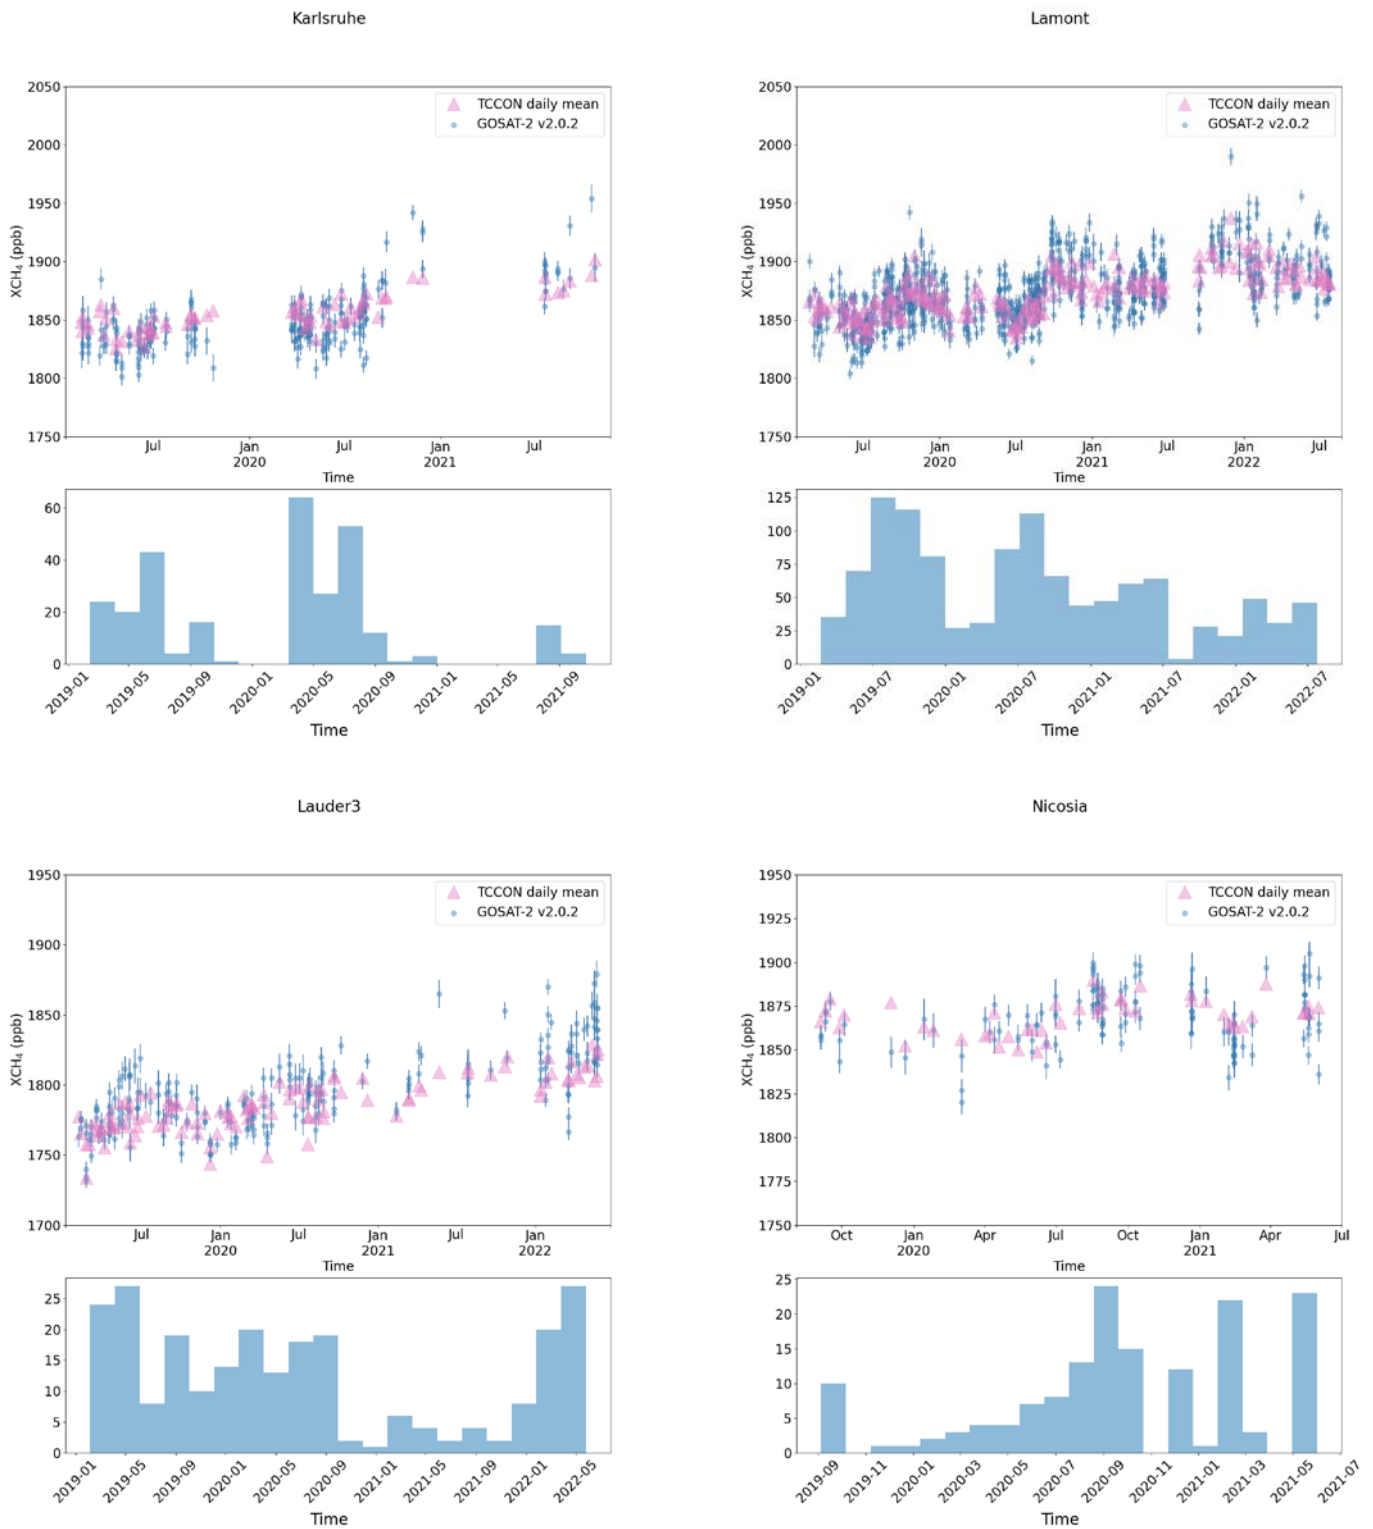 Karlsruhe
2050
2000
1950
1900
1850
1800
1750
XCH₄ (ppb)
TCCON daily mean
GOSAT-2 v2.0.2
Jul Jan Jul Jan Jul
2020 2021
Time
60
40
20
0
2019-01 2019-05 2019-09 2020-01 2020-05 2020-09 2021-01 2021-05 2021-09
Time
Lamont
2050
2000
1950
1900
1850
1800
1750
XCH₄ (ppb)
TCCON daily mean
GOSAT-2 v2.0.2
Jul Jan Jul Jan Jul Jan Jul
2020 2021 2022
Time
125
100
75
50
25
0
2019-01 2019-07 2020-01 2020-07 2021-01 2021-07 2022-01 2022-07
Time
Lauder3
1950
1900
1850
1800
1750
1700
XCH₄ (ppb)
TCCON daily mean
GOSAT-2 v2.0.2
Jul Jan Jul Jan Jul Jan
2020 2021 2022
Time
25
20
15
10
5
0
2019-01 2019-05 2019-09 2020-01 2020-05 2020-09 2021-01 2021-05 2021-09 2022-01 2022-05
Time
Nicosia
1950
1925
1900
1875
1850
1825
1800
1775
1750
XCH₄ (ppb)
TCCON daily mean
GOSAT-2 v2.0.2
Oct Jan Apr Jul Oct Jan Apr Jul
2020 2021
Time
25
20
15
10
5
0
2019-09 2019-11 2020-01 2020-03 2020-05 2020-07 2020-09 2020-11 2021-01 2021-03 2021-05 2021-07
Time